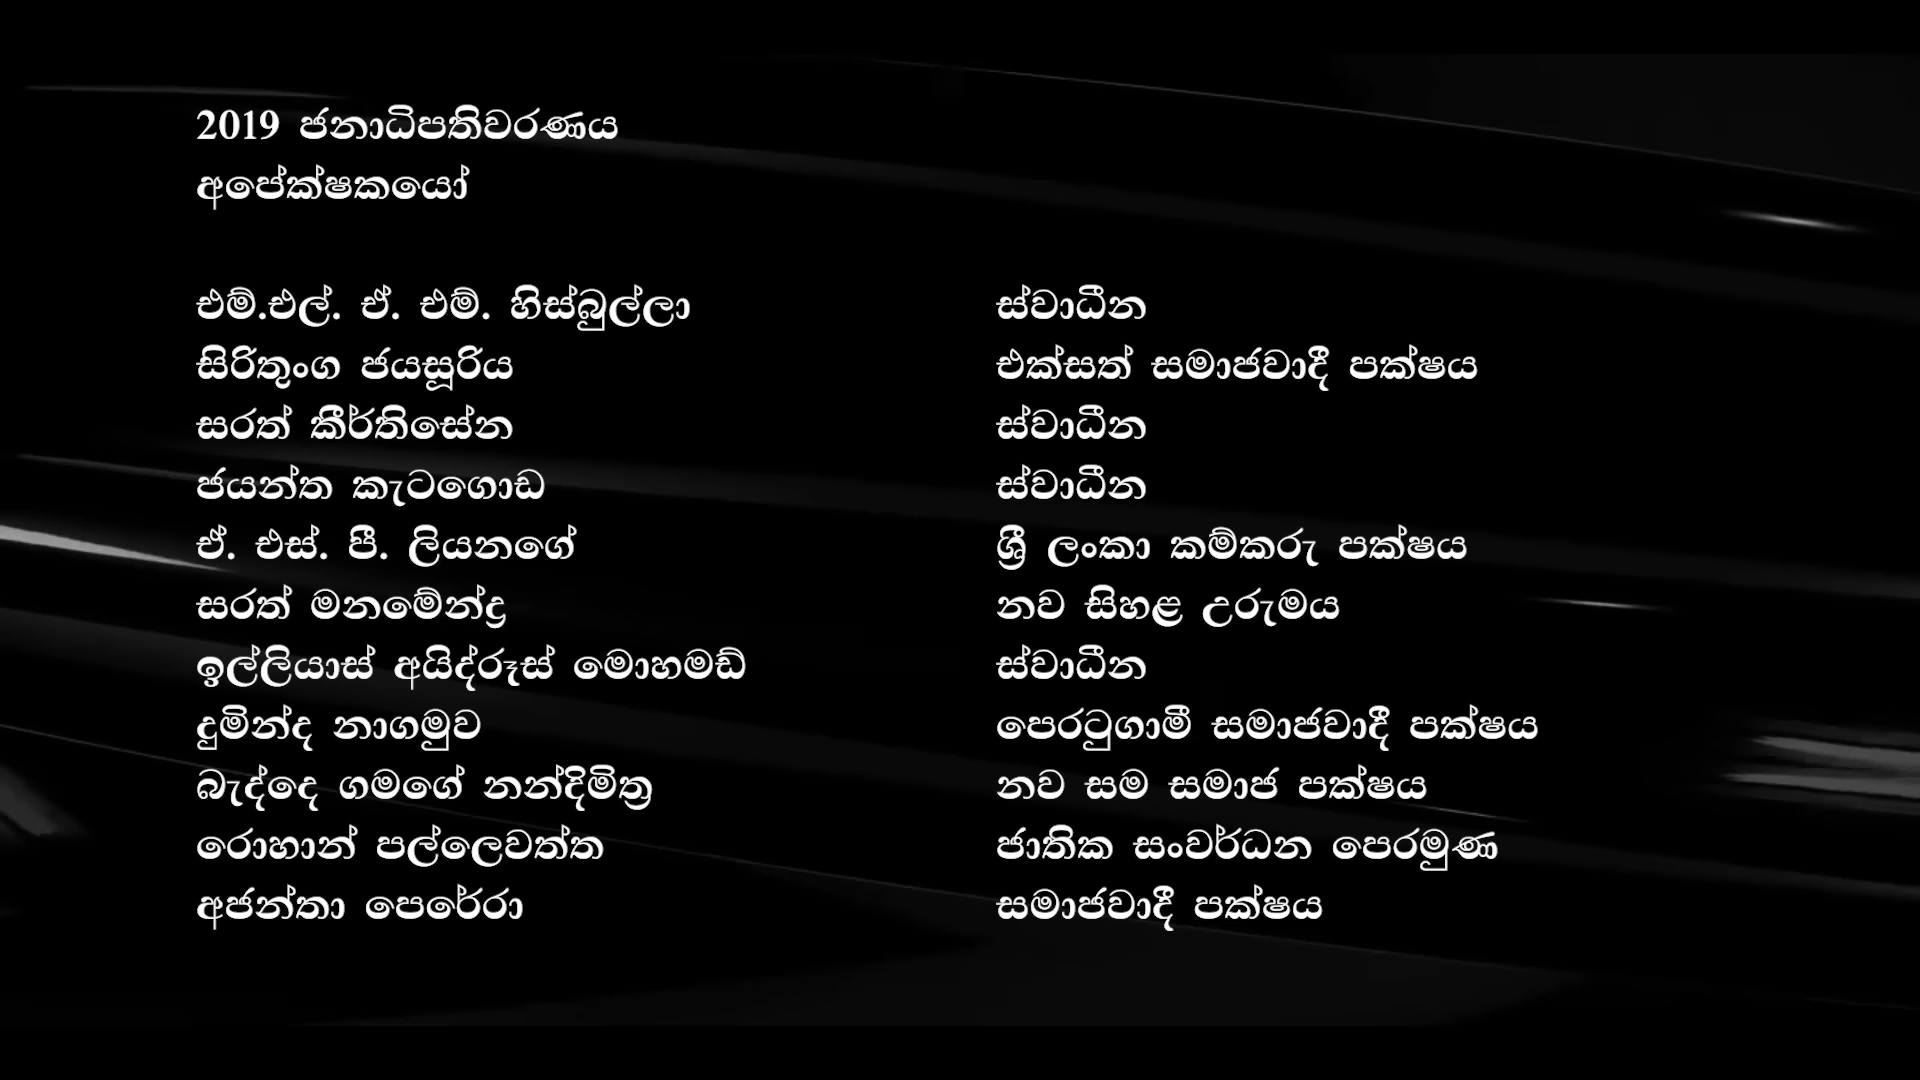 2019 ජනාධිපතිවරණය
අපේක්ෂකයෝ
එම්.එල්. ඒ. එම්. හිස්බුල්ලා ස්වාධීන
සිරිතුංග ජයසූරිය එක්සත් සමාජවාදී පක්ෂය
සරත් කීර්තිසේන ස්වාධීන
ජයන්ත කැටගොඩ ස්වාධීන
ඒ. එස්. පී. ලියනගේ ශ්‍රී ලංකා කම්කරු පක්ෂය
සරත් මනමේන්ද්‍ර නව සිහළ උරුමය
ඉල්ලියාස් අයිද්රූස් මොහමඩ් ස්වාධීන
දුමින්ද නාගමුව පෙරටුගාමී සමාජවාදී පක්ෂය
බැද්දෙ ගමගේ නන්දිමිත්‍ර නව සම සමාජ පක්ෂය
රොහාන් පල්ලෙවත්ත ජාතික සංවර්ධන පෙරමුණ
අජන්තා පෙරේරා සමාජවාදී පක්ෂය